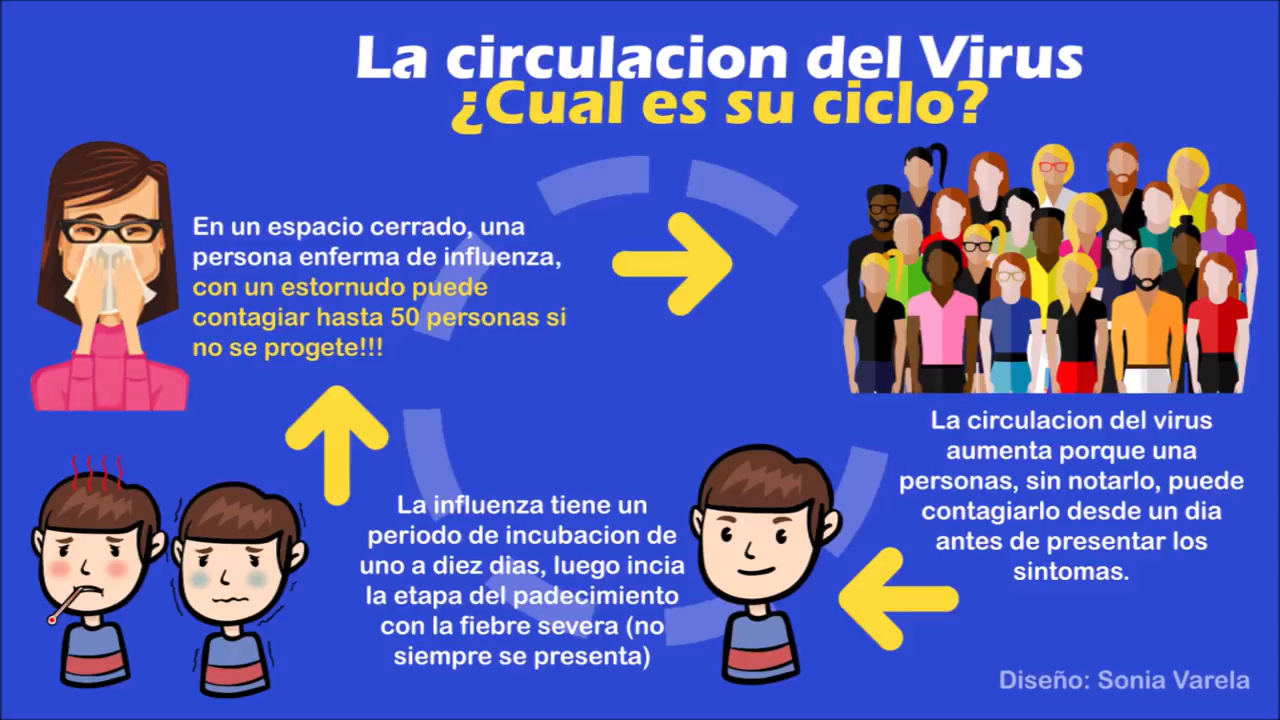 La circulacion del Virus
¿Cual es su ciclo?
En un espacio cerrado, una
persona enferma de influenza,
con un estornudo puede
contagiar hasta 50 personas si
no se progete!!!
La circulacion del virus
aumenta porque una
personas, sin notarlo, puede
contagiarlo desde un dia
antes de presentar los
sintomas.
La influenza tiene un
periodo de incubacion de
uno a diez dias, luego incia
la etapa del padecimiento
con la fiebre severa (no
siempre se presenta)
Diseño: Sonia Varela